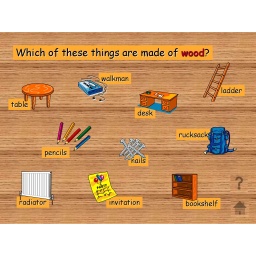 Which of these things are made of wood?
walkman
ladder
table
desk
rucksack
pencils
nails
radiator
invitation
bookshelf
?